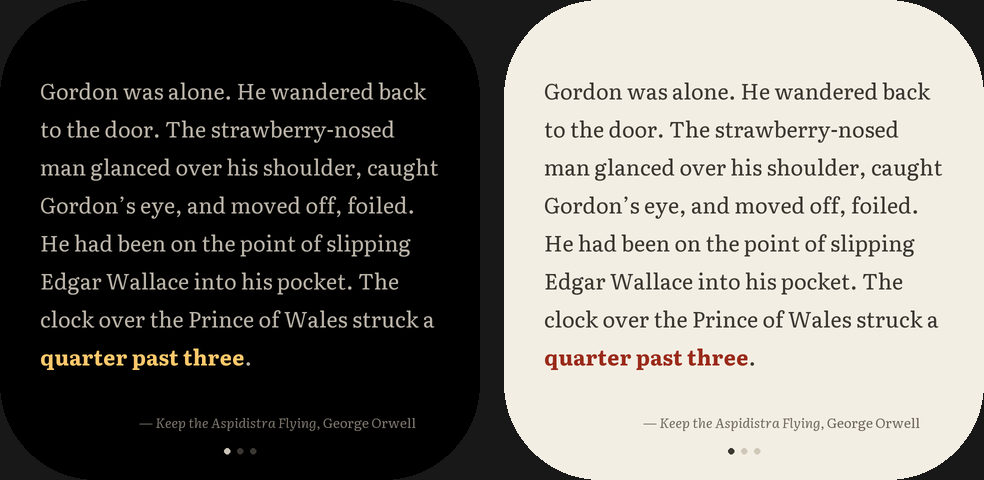 Gordon was alone. He wandered back
to the door. The strawberry-nosed
man glanced over his shoulder, caught
Gordon’s eye, and moved off, foiled.
He had been on the point of slipping
Edgar Wallace into his pocket. The
clock over the Prince of Wales struck a
quarter past three.
— Keep the Aspidistra Flying, George Orwell
Gordon was alone. He wandered back
to the door. The strawberry-nosed
man glanced over his shoulder, caught
Gordon’s eye, and moved off, foiled.
He had been on the point of slipping
Edgar Wallace into his pocket. The
clock over the Prince of Wales struck a
quarter past three.
— Keep the Aspidistra Flying, George Orwell